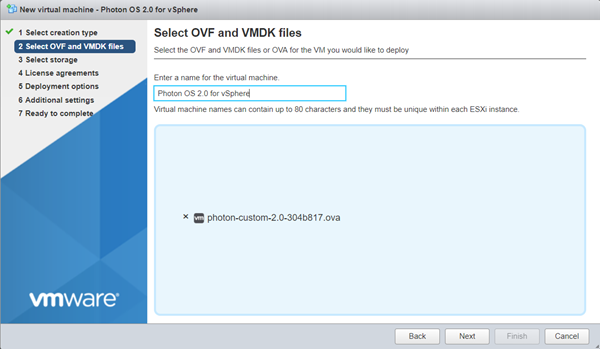 New virtual machine - Photon OS 2.0 for vSphere
1 Select creation type
2 Select OVF and VMDK files
3 Select storage
4 License agreements
5 Deployment options
6 Additional settings
7 Ready to complete
vmware®
Select OVF and VMDK files
Select the OVF and VMDK files or OVA for the VM you would like to deploy
Enter a name for the virtual machine.
Photon OS 2.0 for vSphere
Virtual machine names can contain up to 80 characters and they must be unique within each ESXi instance.
× vm photon-custom-2.0-304b817.ova
Back Next Finish Cancel